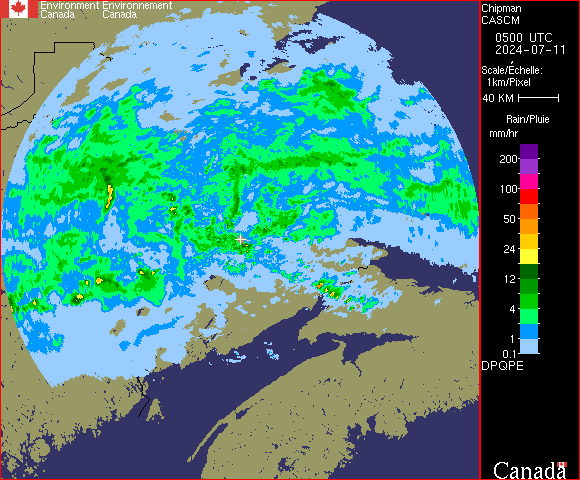 Environment Environnement
Canada Canada
Chipman
CASCM
0500 UTC
2024-07-11
Scale/Échelle:
1km/Pixel
40 KM
Rain/Pluie
mm/hr
200
100
50
24
12
4
1
0.1
DPQPE
Canada